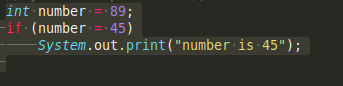 int number = 89;
if (number = 45)
    System.out.print("number is 45");